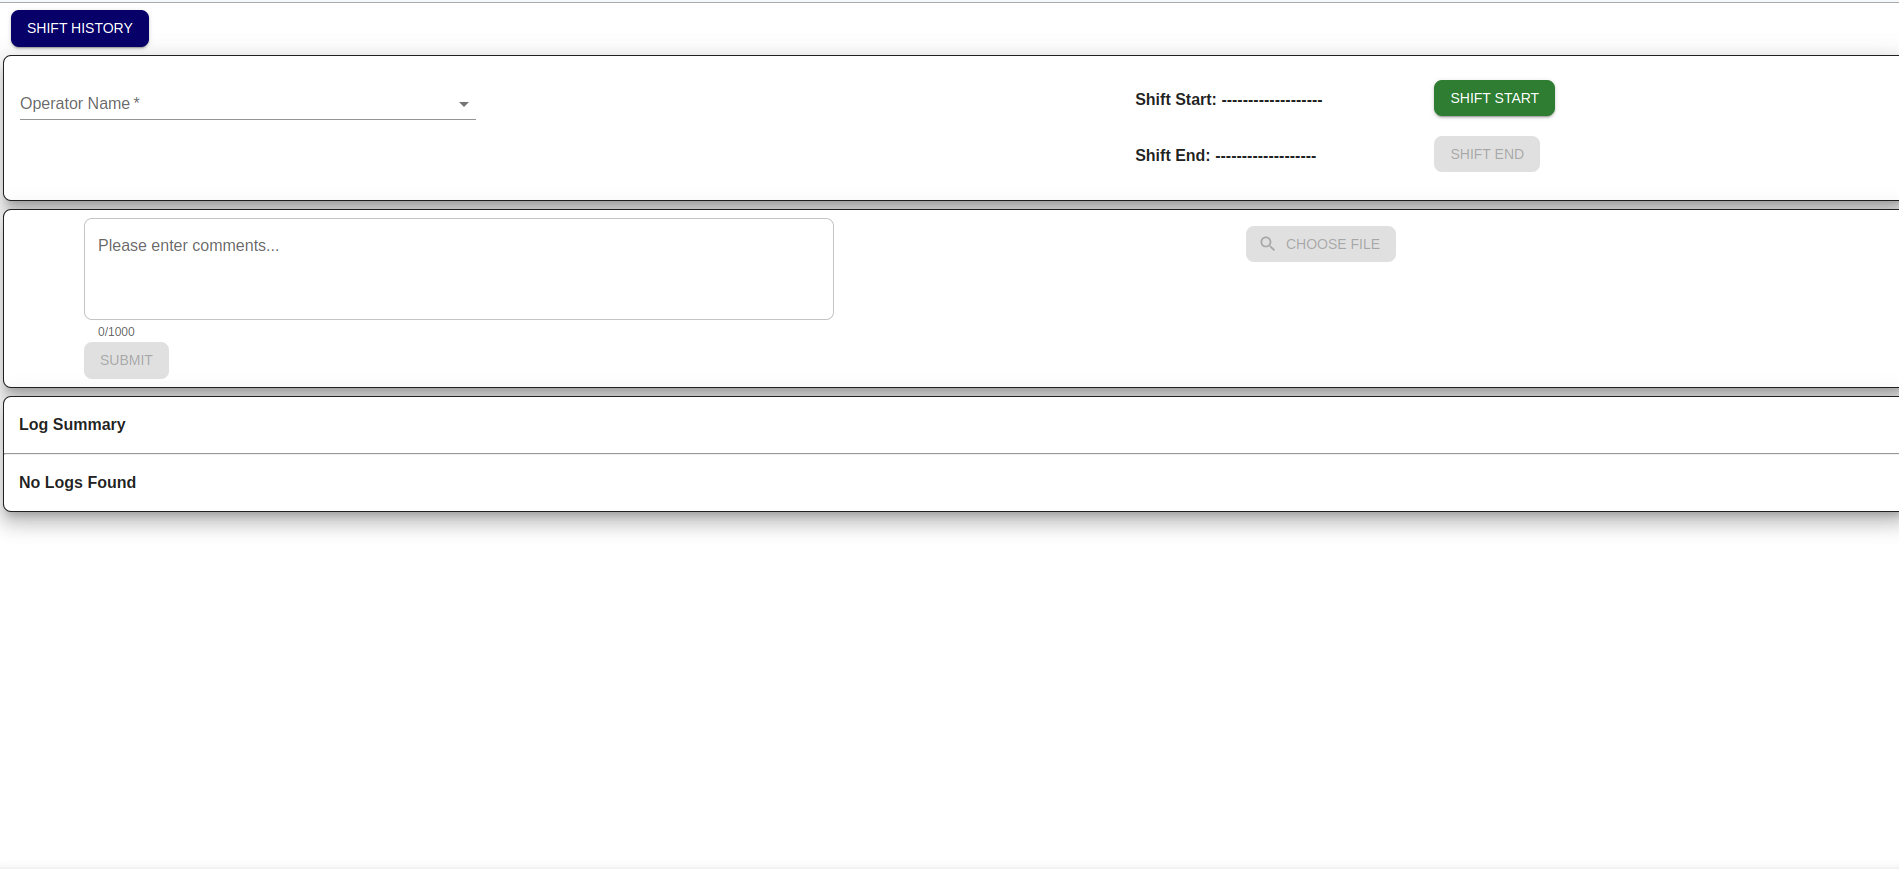 SHIFT HISTORY
Operator Name *
Shift Start: -------------------
SHIFT START
Shift End: -------------------
SHIFT END
Please enter comments...
CHOOSE FILE
0/1000
SUBMIT
Log Summary
No Logs Found